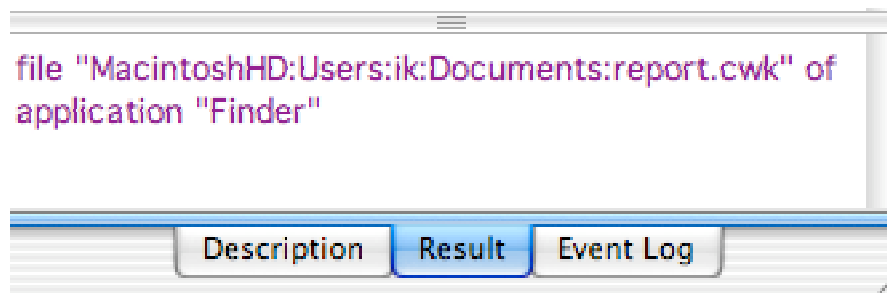 file "MacintoshHD:Users:ik:Documents:report.cwk" of
application "Finder"
Description Result Event Log